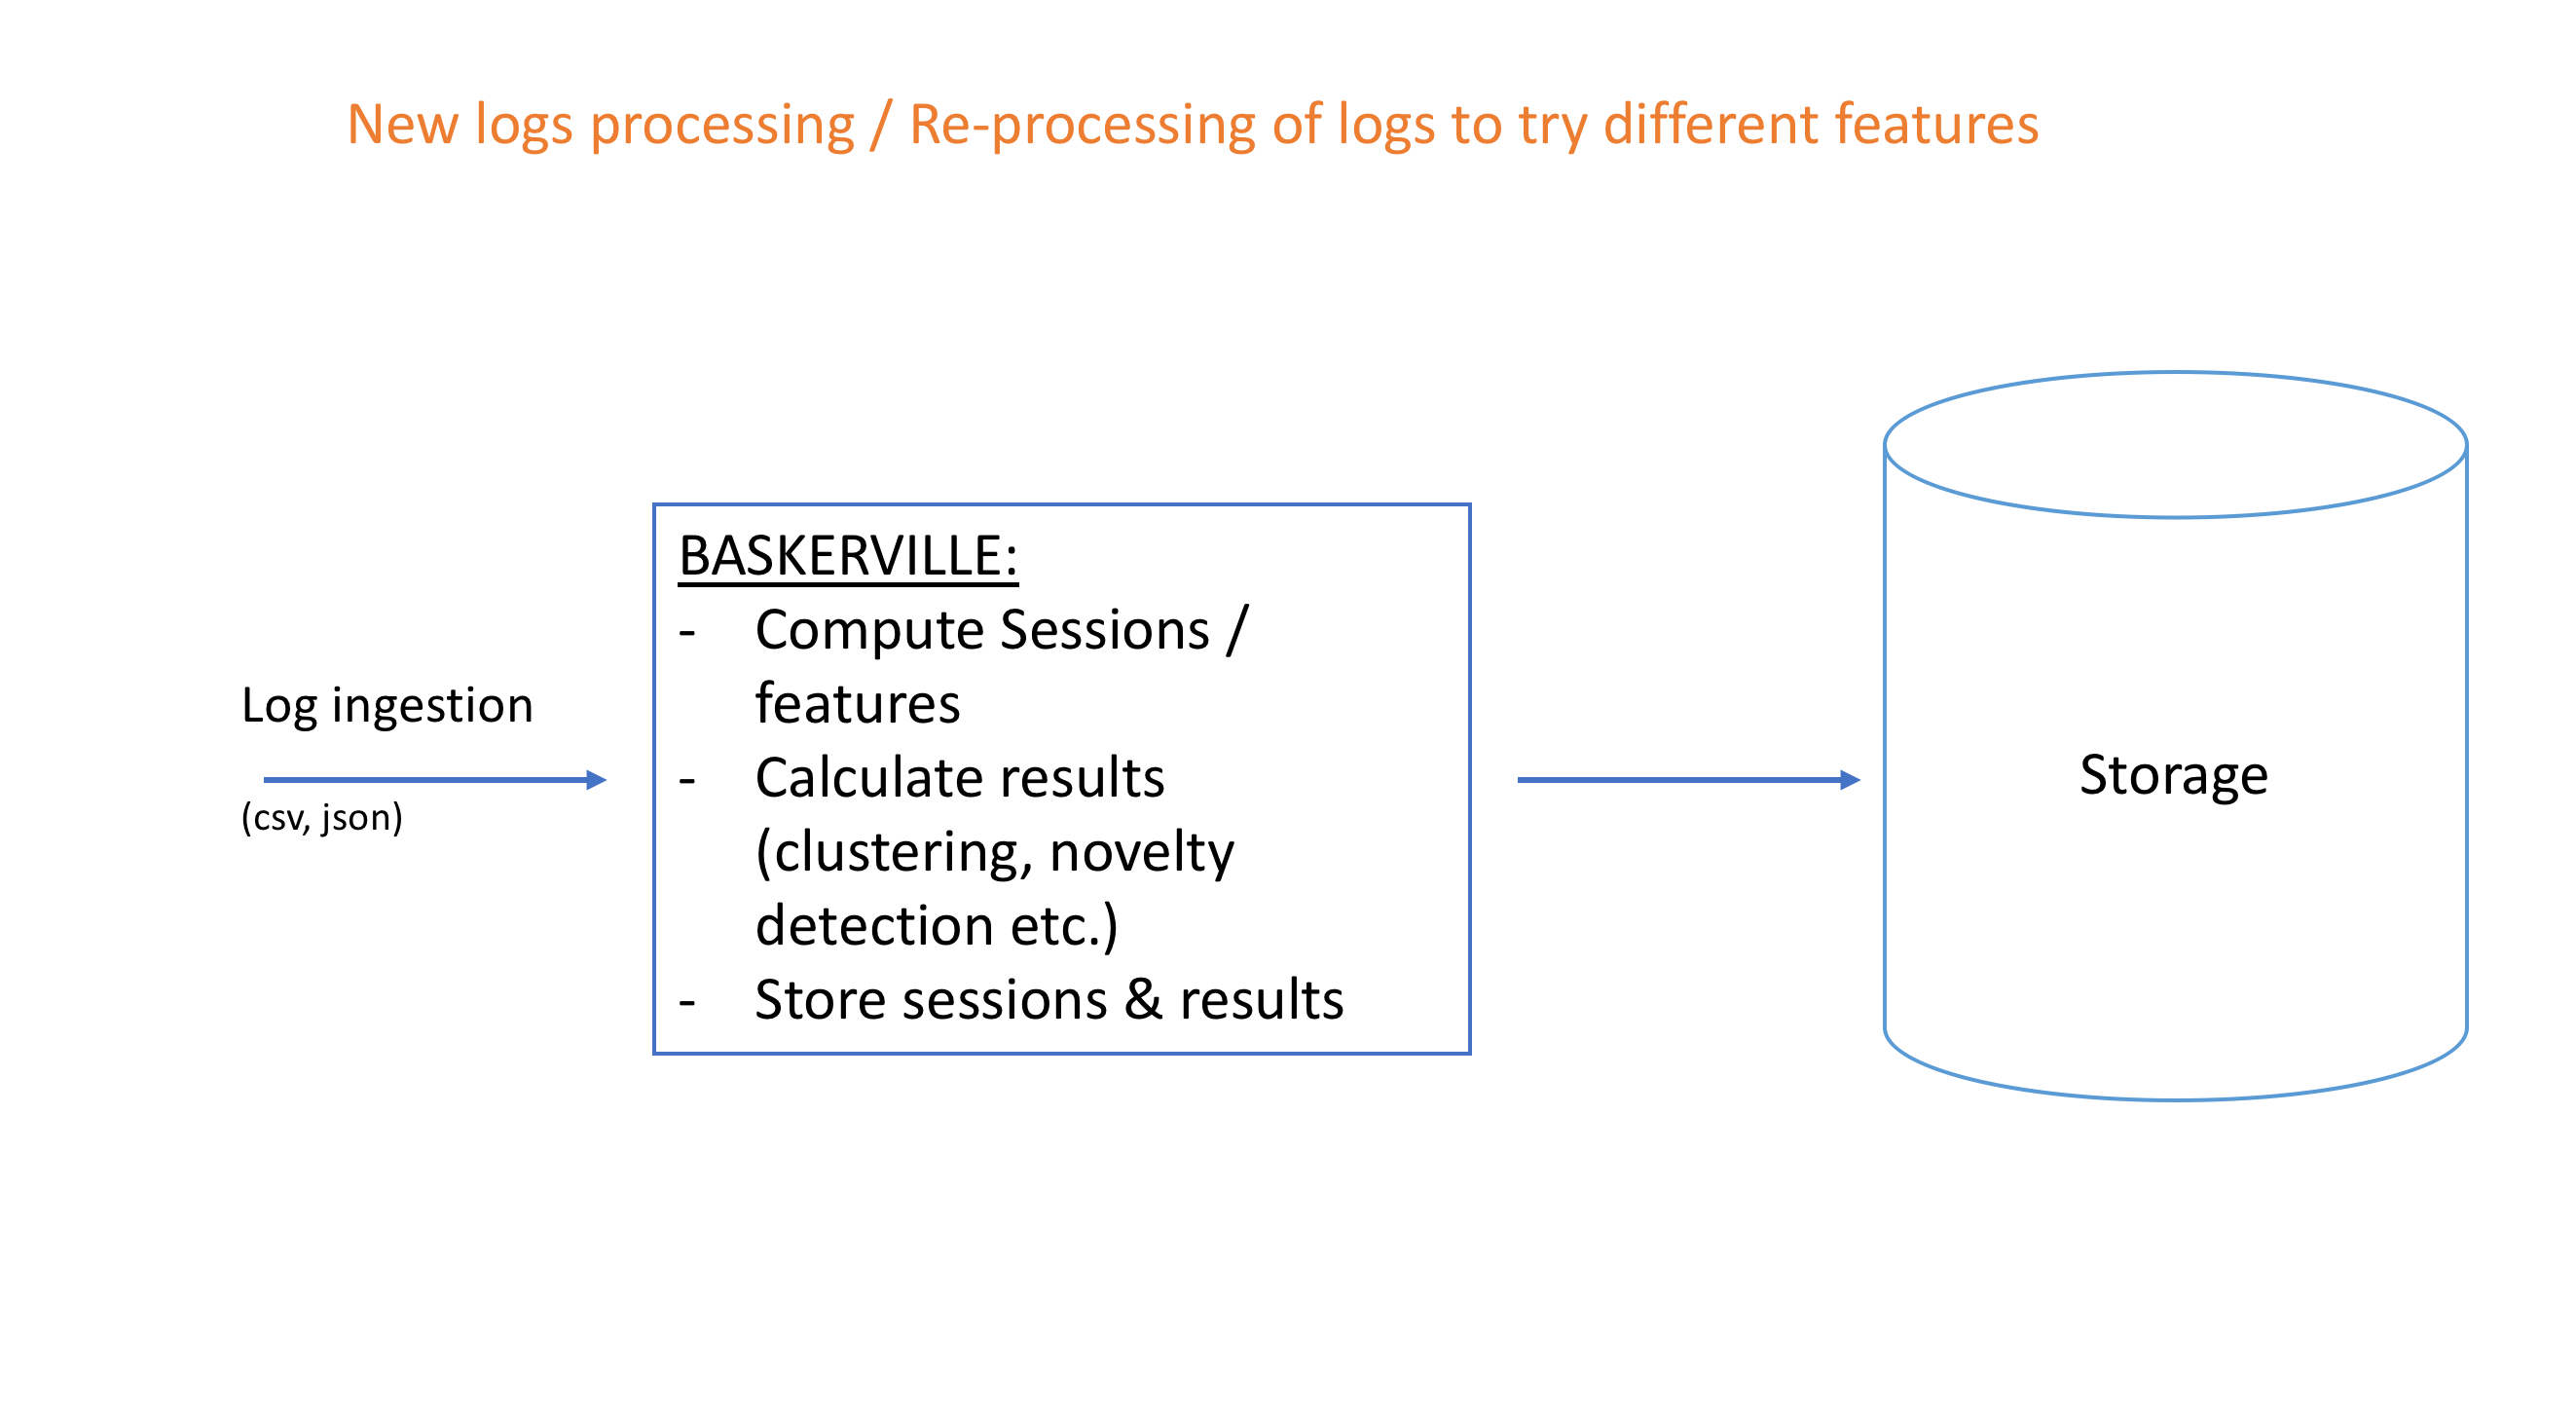 New logs processing / Re-processing of logs to try different features
Log ingestion
(csv, json)
BASKERVILLE:
- Compute Sessions /
features
- Calculate results
(clustering, novelty
detection etc.)
- Store sessions & results
Storage